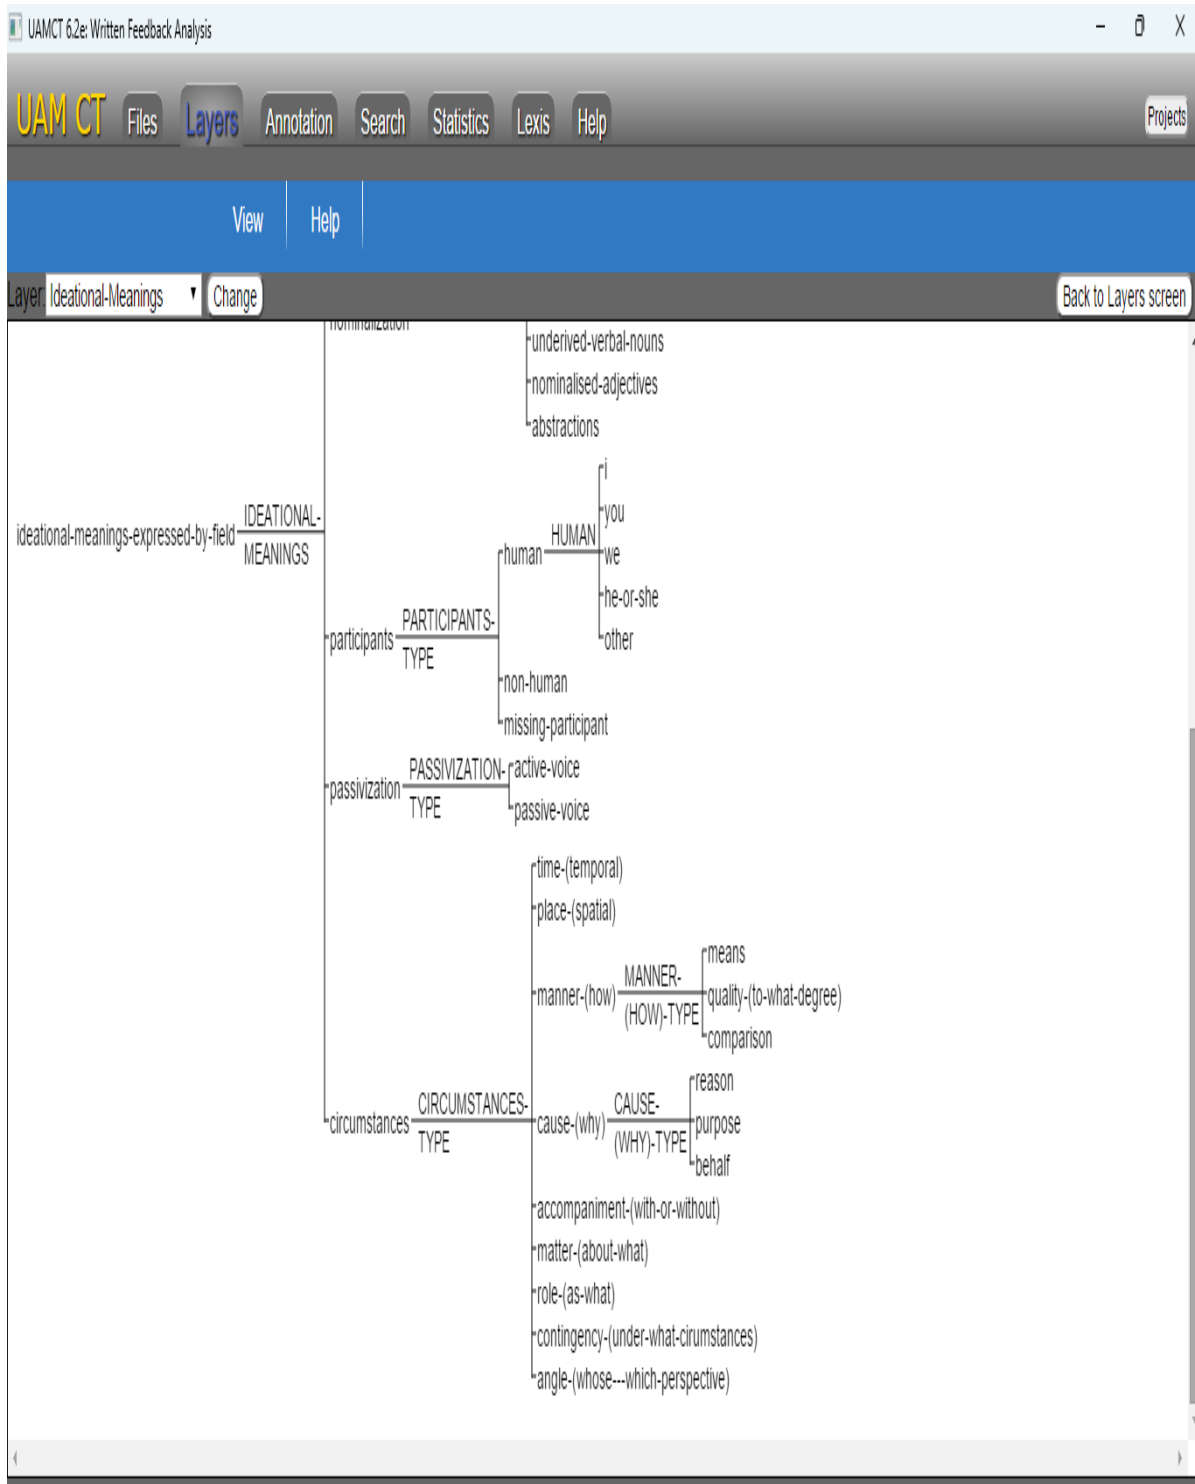 UAMCT 6.2e: Written Feedback Analysis
UAM CT Files Layers Annotation Search Statistics Lexis Help Projects
View Help
Layer: Ideational-Meanings Change Back to Layers screen
nominalization
underived-verbal-nouns
nominalised-adjectives
abstractions
i
ideational-meanings-expressed-by-field IDEATIONAL-
MEANINGS
you
human HUMAN
we
he-or-she
participants PARTICIPANTS-
TYPE
other
non-human
missing-participant
passivization PASSIVIZATION-
TYPE
active-voice
passive-voice
time-(temporal)
place-(spatial)
means
manner-(how) MANNER-
(HOW)-TYPE
quality-(to-what-degree)
comparison
reason
circumstances CIRCUMSTANCES-
TYPE
cause-(why) CAUSE-
(WHY)-TYPE
purpose
behalf
accompaniment-(with-or-without)
matter-(about-what)
role-(as-what)
contingency-(under-what-cirumstances)
angle-(whose---which-perspective)